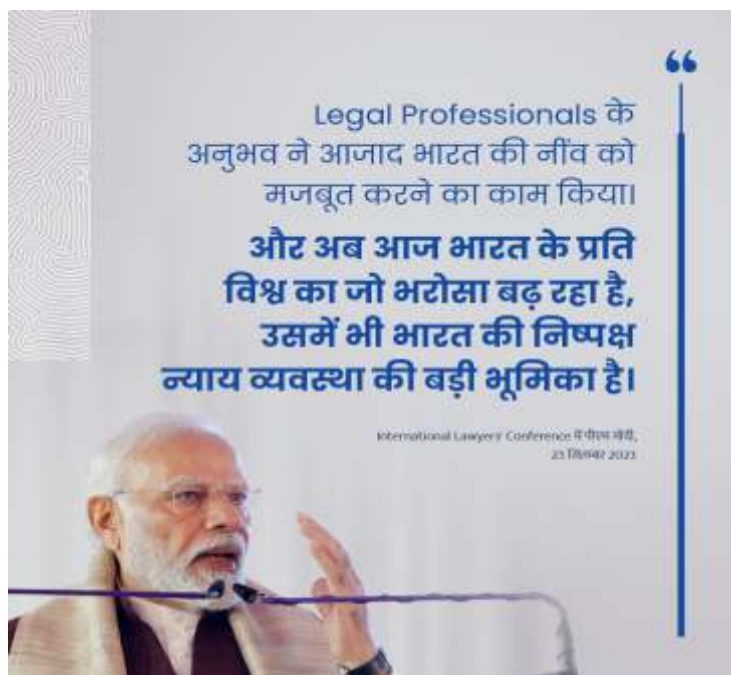 “
Legal Professionals के
अनुभव ने आजाद भारत की नींव को
मजबूत करने का काम किया।
और अब आज भारत के प्रति
विश्व का जो भरोसा बढ़ रहा है,
उसमें भी भारत की निष्पक्ष
न्याय व्यवस्था की बड़ी भूमिका है।
International Lawyers' Conference में पीएम मोदी,
23 सितम्बर 2023